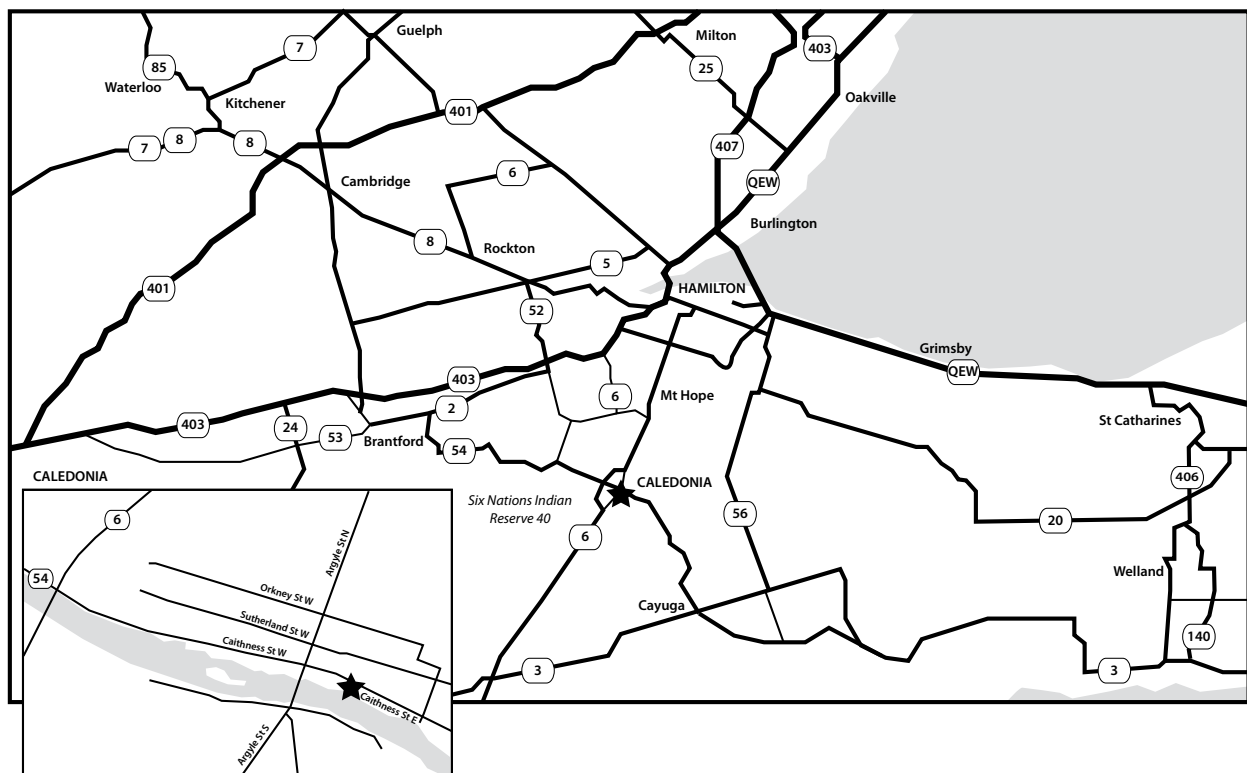 Guelph
Milton
403
7
85
25
Waterloo
Kitchener
Oakville
401
7
8
8
407
6
QEW
Cambridge
Burlington
8
Rockton
5
401
HAMILTON
52
Grimsby
QEW
403
6
Mt Hope
2
St Catharines
403
24
53
Brantford
54
CALEDONIA
406
CALEDONIA
Six Nations Indian
Reserve 40
56
20
6
6
Argyle St N
54
Welland
Orkney St W
Cayuga
Sutherland St W
140
Caithness St W
3
3
Caithness St E
Argyle St S